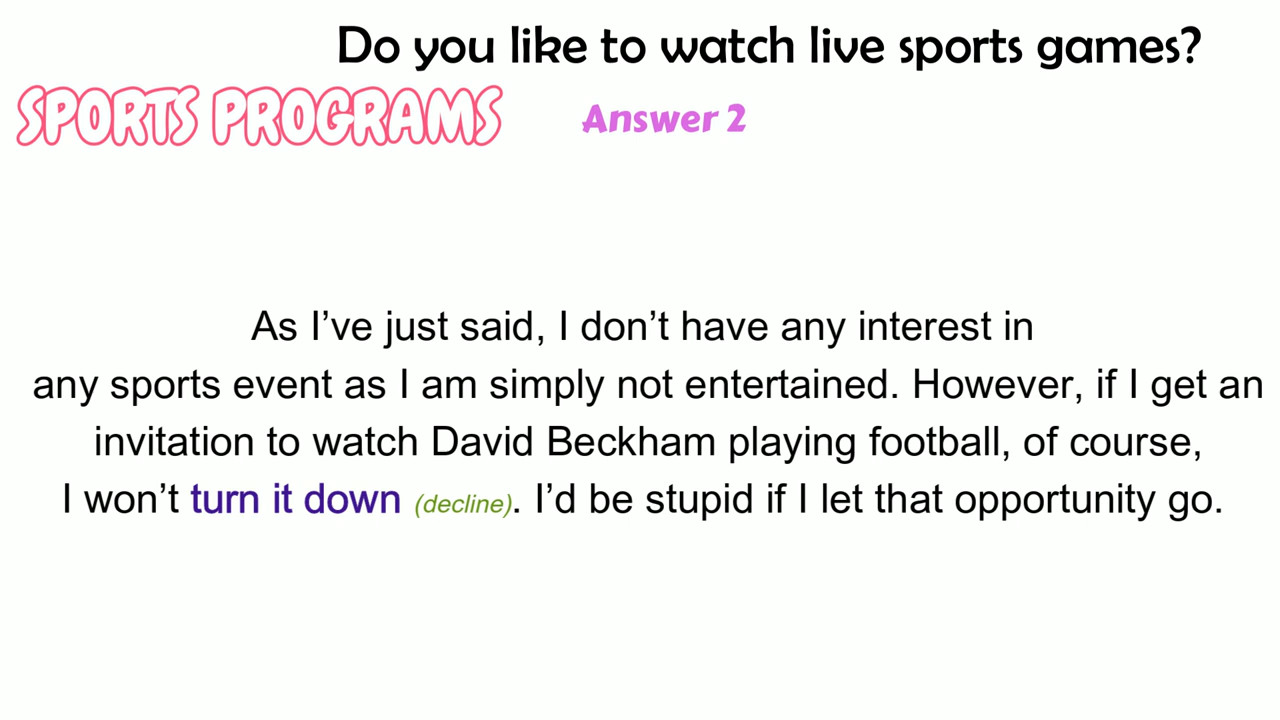 Do you like to watch live sports games?
SPORTS PROGRAMS
Answer 2
As I’ve just said, I don’t have any interest in
any sports event as I am simply not entertained. However, if I get an
invitation to watch David Beckham playing football, of course,
I won’t turn it down (decline). I’d be stupid if I let that opportunity go.